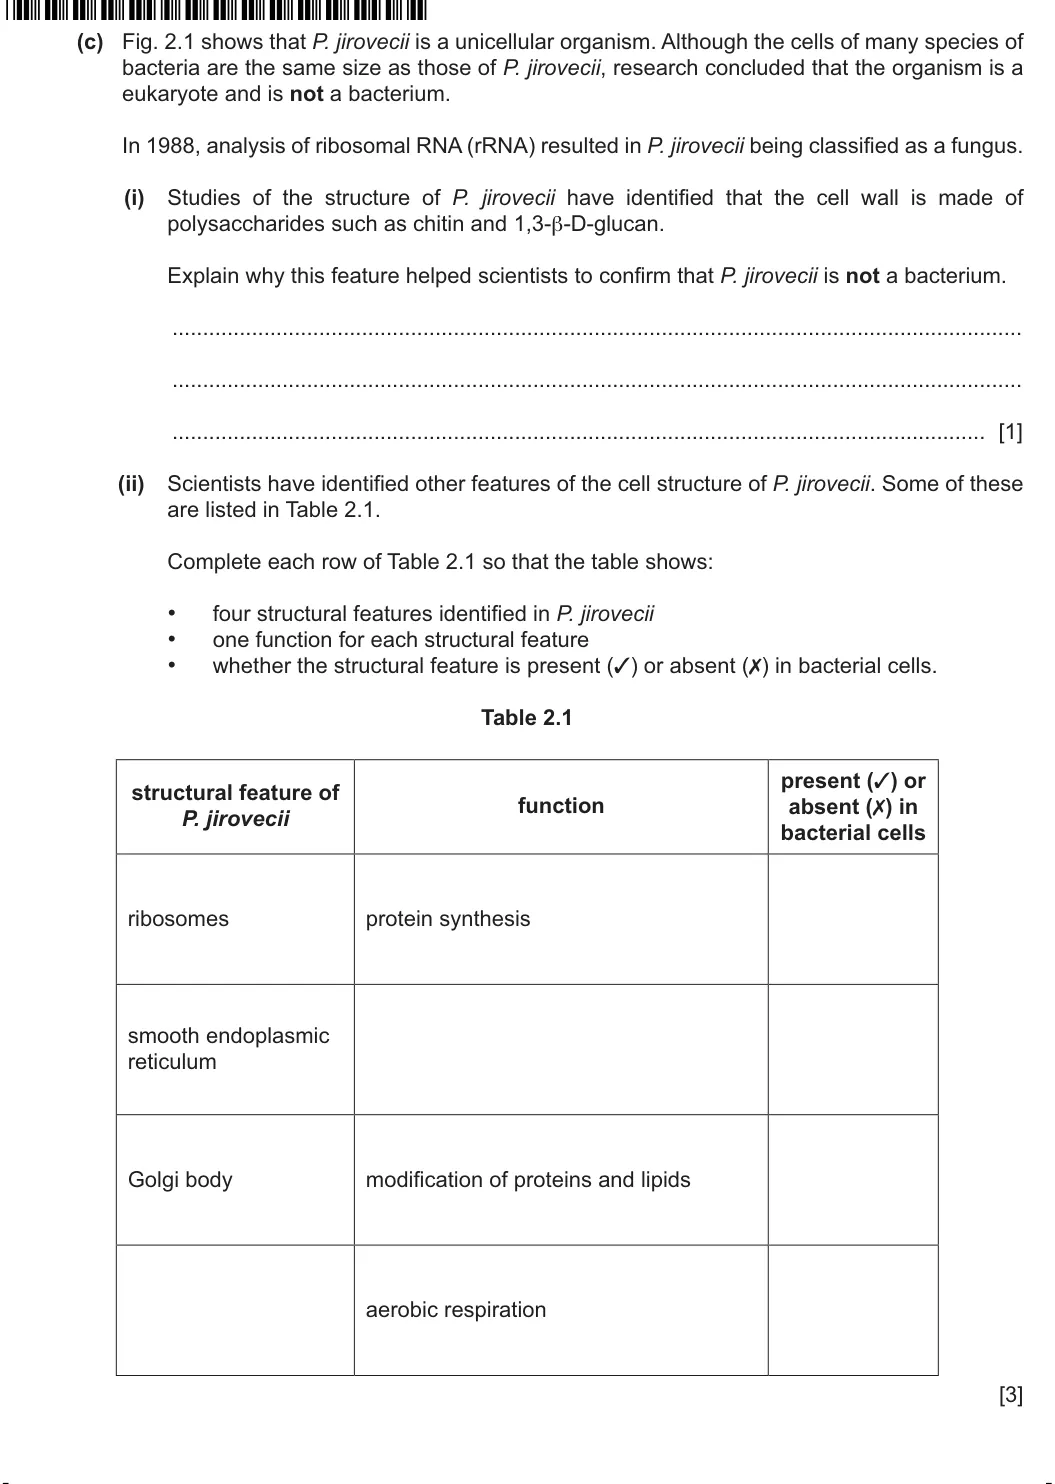 (c) Fig. 2.1 shows that P. jirovecii is a unicellular organism. Although the cells of many species of
bacteria are the same size as those of P. jirovecii, research concluded that the organism is a
eukaryote and is not a bacterium.
In 1988, analysis of ribosomal RNA (rRNA) resulted in P. jirovecii being classified as a fungus.
(i) Studies of the structure of P. jirovecii have identified that the cell wall is made of
polysaccharides such as chitin and 1,3-β-D-glucan.
Explain why this feature helped scientists to confirm that P. jirovecii is not a bacterium.
[1]
(ii) Scientists have identified other features of the cell structure of P. jirovecii. Some of these
are listed in Table 2.1.
Complete each row of Table 2.1 so that the table shows:
• four structural features identified in P. jirovecii
• one function for each structural feature
• whether the structural feature is present (✓) or absent (✗) in bacterial cells.
Table 2.1
structural feature of
P. jirovecii
function
present (✓) or
absent (✗) in
bacterial cells
ribosomes
protein synthesis
smooth endoplasmic
reticulum
Golgi body
modification of proteins and lipids
aerobic respiration
[3]